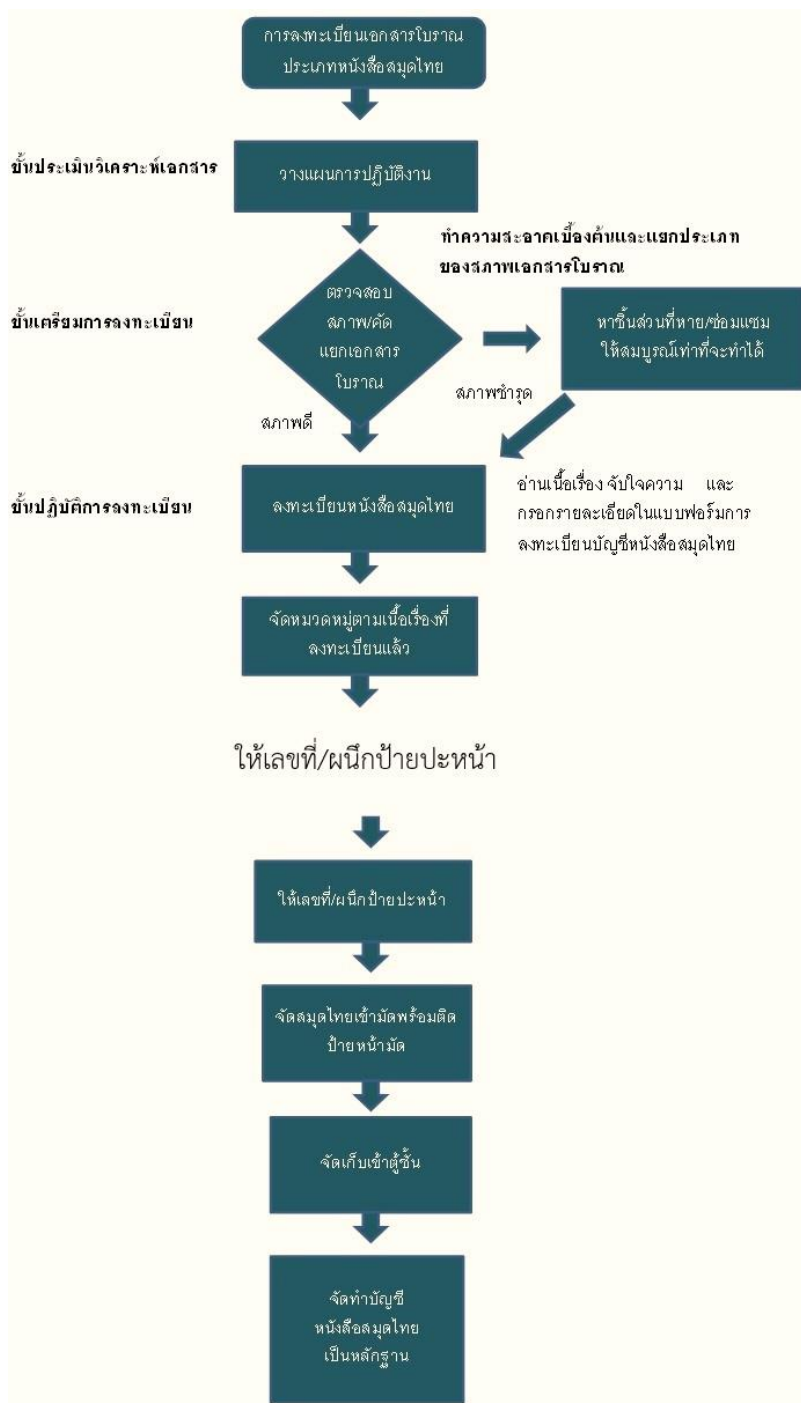 การลงทะเบียนเอกสารโบราณ
ประเภทหนังสือสมุดไทย
ขั้นประเมินวิเคราะห์เอกสาร
วางแผนการปฏิบัติงาน
ทำความสะอาดเบื้องต้นและแยกประเภท
ของสภาพเอกสารโบราณ
ขั้นเตรียมการลงทะเบียน
ตรวจสอบ
สภาพ/คัด
แยกเอกสาร
โบราณ
หาชิ้นส่วนที่หาย/ซ่อมแซม
ให้สมบูรณ์เท่าที่จะทำได้
สภาพดี
สภาพชำรุด
ขั้นปฏิบัติการลงทะเบียน
ลงทะเบียนหนังสือสมุดไทย
อ่านเนื้อเรื่อง จับใจความ และ
กรอกรายละเอียดในแบบฟอร์มการ
ลงทะเบียนบัญชีหนังสือสมุดไทย
จัดหมวดหมู่ตามเนื้อเรื่องที่
ลงทะเบียนแล้ว
ให้เลขที่/ผนึกป้ายปะหน้า
ให้เลขที่/ผนึกป้ายปะหน้า
จัดสมุดไทยเข้ามัดพร้อมติด
ป้ายหน้ามัด
จัดเก็บเข้าตู้ชั้น
จัดทำบัญชี
หนังสือสมุดไทย
เป็นหลักฐาน